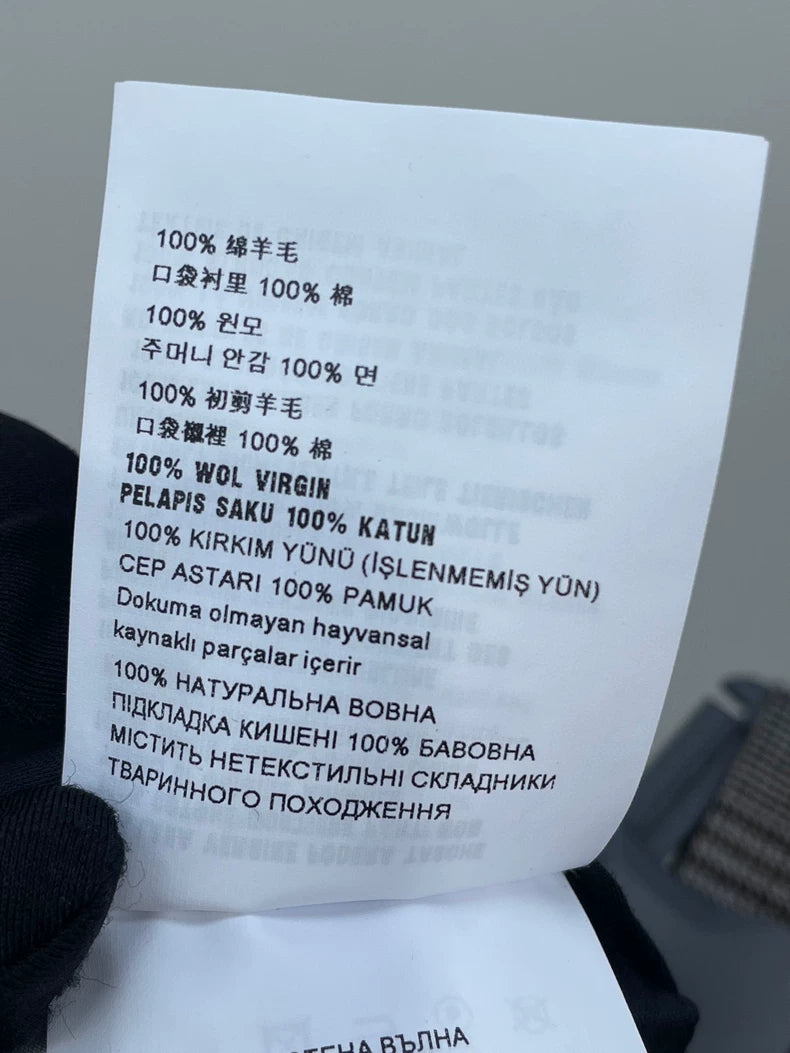 100% 绵羊毛
口袋衬里 100% 棉
100% 원모
주머니 안감 100% 면
100% 初剪羊毛
口袋襯裡 100% 棉
100% WOL VIRGIN
PELAPIS SAKU 100% KATUN
100% KIRKIM YÜNÜ (İŞLENMEMİŞ YÜN)
CEP ASTARI 100% PAMUK
Dokuma olmayan hayvansal
kaynaklı parçalar içerir
100% НАТУРАЛЬНА ВОВНА
ПІДКЛАДКА КИШЕНІ 100% БАВОВНА
МІСТИТЬ НЕТЕКСТИЛЬНІ СКЛАДНИКИ
ТВАРИННОГО ПОХОДЖЕННЯ
ВЪЛНА